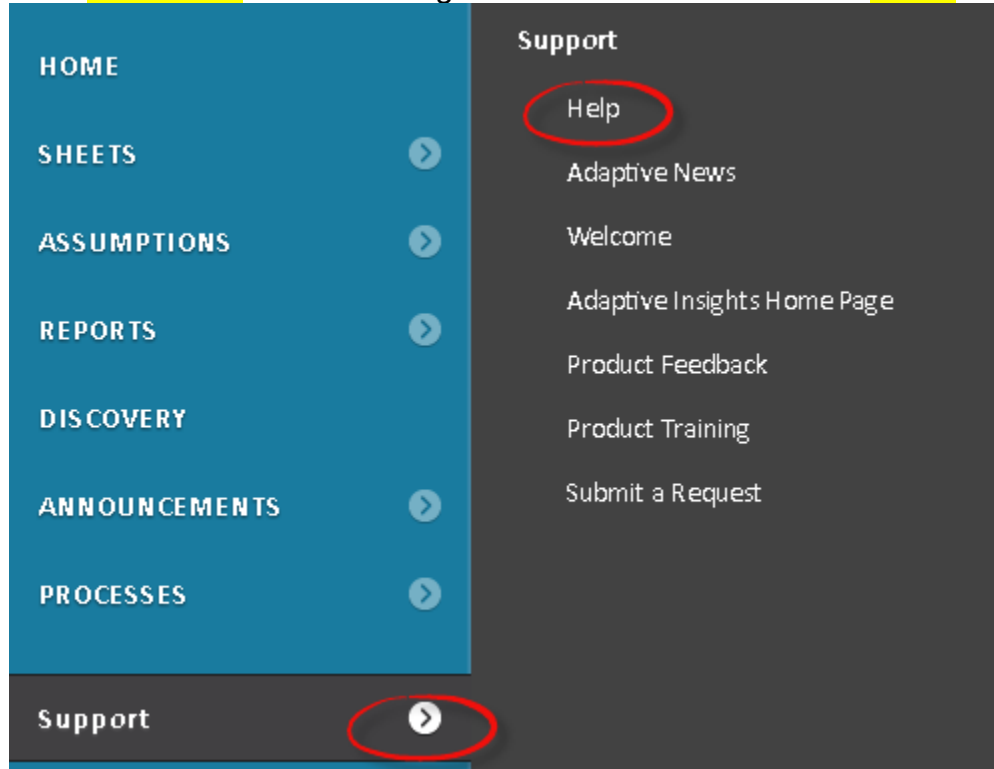 HOME
SHEETS
ASSUMPTIONS
REPORTS
DISCOVERY
ANNOUNCEMENTS
PROCESSES
Support
Support
Help
Adaptive News
Welcome
Adaptive Insights Home Page
Product Feedback
Product Training
Submit a Request